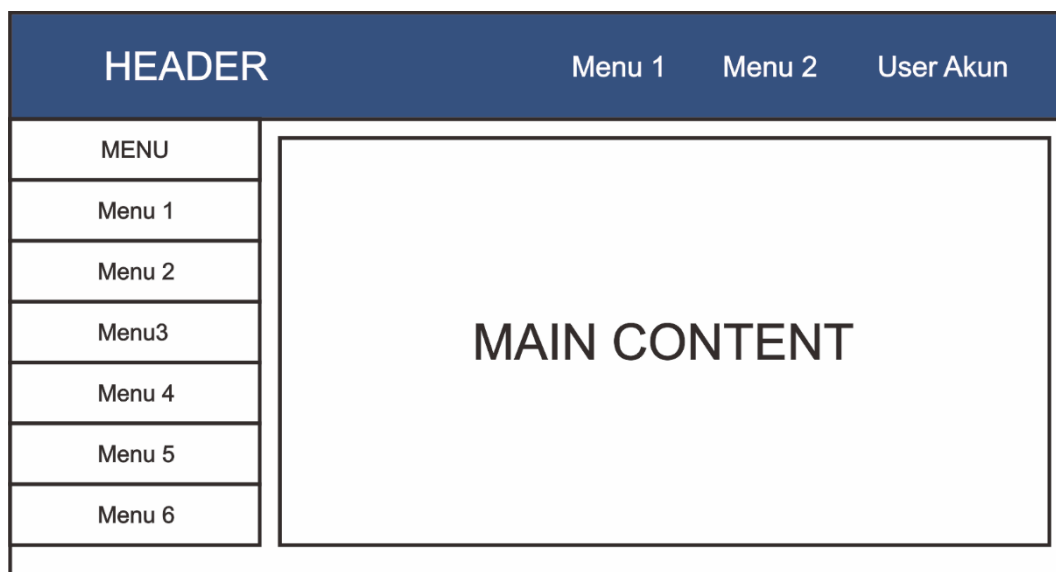 HEADER
Menu 1
Menu 2
User Akun
MENU
Menu 1
Menu 2
Menu3
Menu 4
Menu 5
Menu 6
MAIN CONTENT